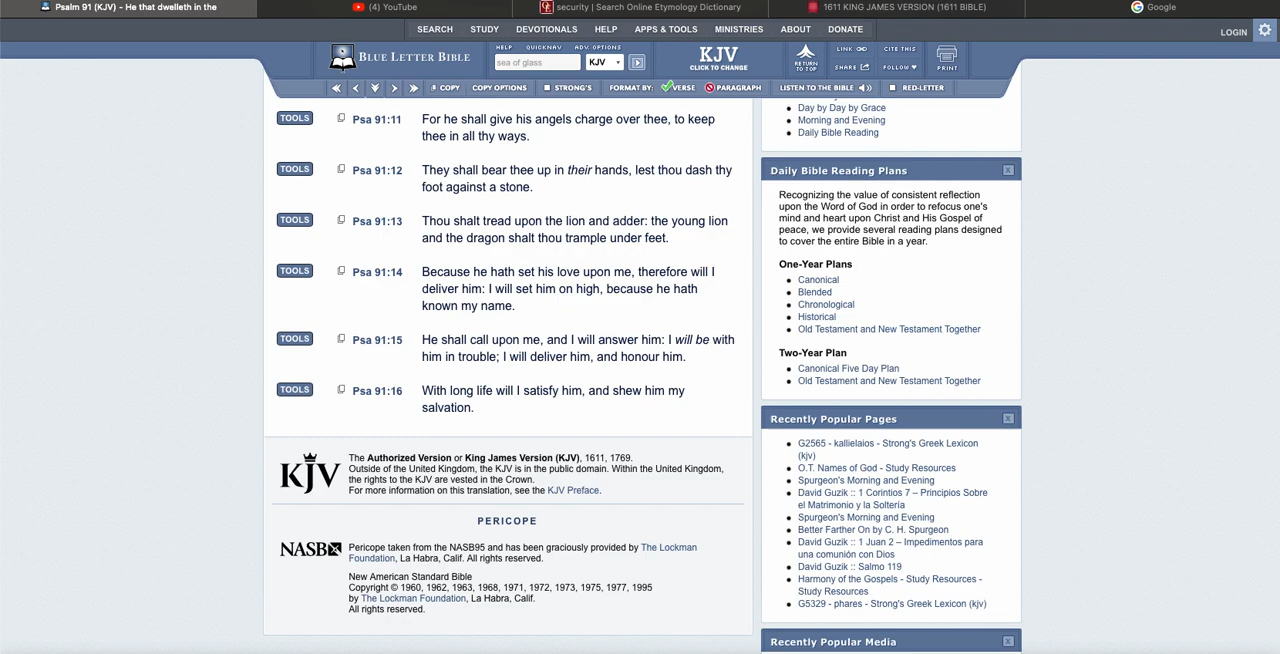 Psalm 91 (KJV) - He that dwelleth in the
(4) YouTube
security | Search Online Etymology Dictionary
1611 KING JAMES VERSION (1611 BIBLE)
Google
SEARCH STUDY DEVOTIONALS HELP APPS & TOOLS MINISTRIES ABOUT DONATE
LOGIN
BLUE LETTER BIBLE
HELP QUICKNAV ADV. OPTIONS
sea of glass KJV
KJV
CLICK TO CHANGE
RETURN
TO TOP
LINK CITE THIS
SHARE FOLLOW
PRINT
COPY COPY OPTIONS STRONG'S FORMAT BY: VERSE PARAGRAPH LISTEN TO THE BIBLE RED-LETTER
TOOLS Psa 91:11 For he shall give his angels charge over thee, to keep
thee in all thy ways.
TOOLS Psa 91:12 They shall bear thee up in their hands, lest thou dash thy
foot against a stone.
TOOLS Psa 91:13 Thou shalt tread upon the lion and adder: the young lion
and the dragon shalt thou trample under feet.
TOOLS Psa 91:14 Because he hath set his love upon me, therefore will I
deliver him: I will set him on high, because he hath
known my name.
TOOLS Psa 91:15 He shall call upon me, and I will answer him: I will be with
him in trouble; I will deliver him, and honour him.
TOOLS Psa 91:16 With long life will I satisfy him, and shew him my
salvation.
KJV
The Authorized Version or King James Version (KJV), 1611, 1769.
Outside of the United Kingdom, the KJV is in the public domain. Within the United Kingdom,
the rights to the KJV are vested in the Crown.
For more information on this translation, see the KJV Preface.
PERICOPE
NASB
Pericope taken from the NASB95 and has been graciously provided by The Lockman
Foundation, La Habra, Calif. All rights reserved.
New American Standard Bible
Copyright © 1960, 1962, 1963, 1968, 1971, 1972, 1973, 1975, 1977, 1995
by The Lockman Foundation, La Habra, Calif.
All rights reserved.
Day by Day by Grace
Morning and Evening
Daily Bible Reading
Daily Bible Reading Plans
Recognizing the value of consistent reflection
upon the Word of God in order to refocus one's
mind and heart upon Christ and His Gospel of
peace, we provide several reading plans designed
to cover the entire Bible in a year.
One-Year Plans
Canonical
Blended
Chronological
Historical
Old Testament and New Testament Together
Two-Year Plan
Canonical Five Day Plan
Old Testament and New Testament Together
Recently Popular Pages
G2565 - kallielaios - Strong's Greek Lexicon
(kjv)
O.T. Names of God - Study Resources
Spurgeon's Morning and Evening
David Guzik :: 1 Corintios 7 – Principios Sobre
el Matrimonio y la Soltería
Spurgeon's Morning and Evening
Better Farther On by C. H. Spurgeon
David Guzik :: 1 Juan 2 – Impedimentos para
una comunión con Dios
David Guzik :: Salmo 119
Harmony of the Gospels - Study Resources -
Study Resources
G5329 - phares - Strong's Greek Lexicon (kjv)
Recently Popular Media